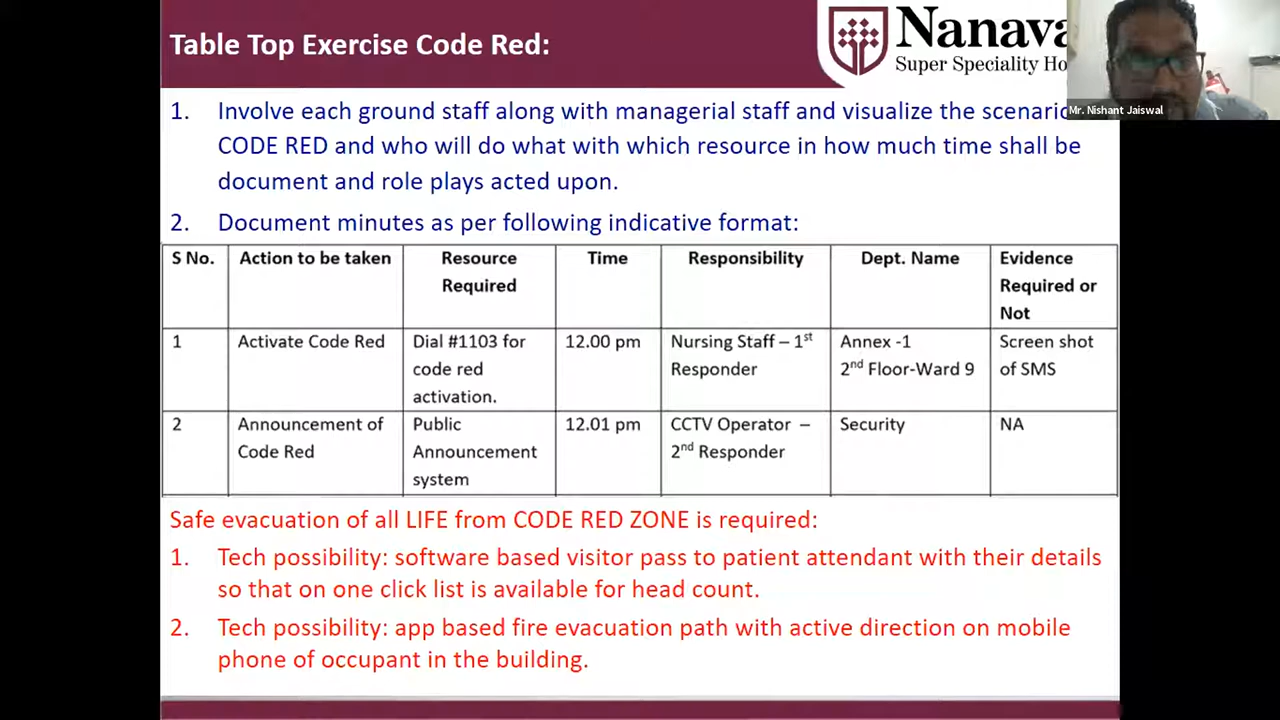 Table Top Exercise Code Red:
Nanava
Super Speciality Ho
Mr. Nishant Jaiswal
1. Involve each ground staff along with managerial staff and visualize the scenario
CODE RED and who will do what with which resource in how much time shall be
document and role plays acted upon.
2. Document minutes as per following indicative format:
S No. Action to be taken Resource Required Time Responsibility Dept. Name Evidence Required or Not
1 Activate Code Red Dial #1103 for code red activation. 12.00 pm Nursing Staff – 1st Responder Annex -1 2nd Floor-Ward 9 Screen shot of SMS
2 Announcement of Code Red Public Announcement system 12.01 pm CCTV Operator – 2nd Responder Security NA
Safe evacuation of all LIFE from CODE RED ZONE is required:
1. Tech possibility: software based visitor pass to patient attendant with their details
so that on one click list is available for head count.
2. Tech possibility: app based fire evacuation path with active direction on mobile
phone of occupant in the building.